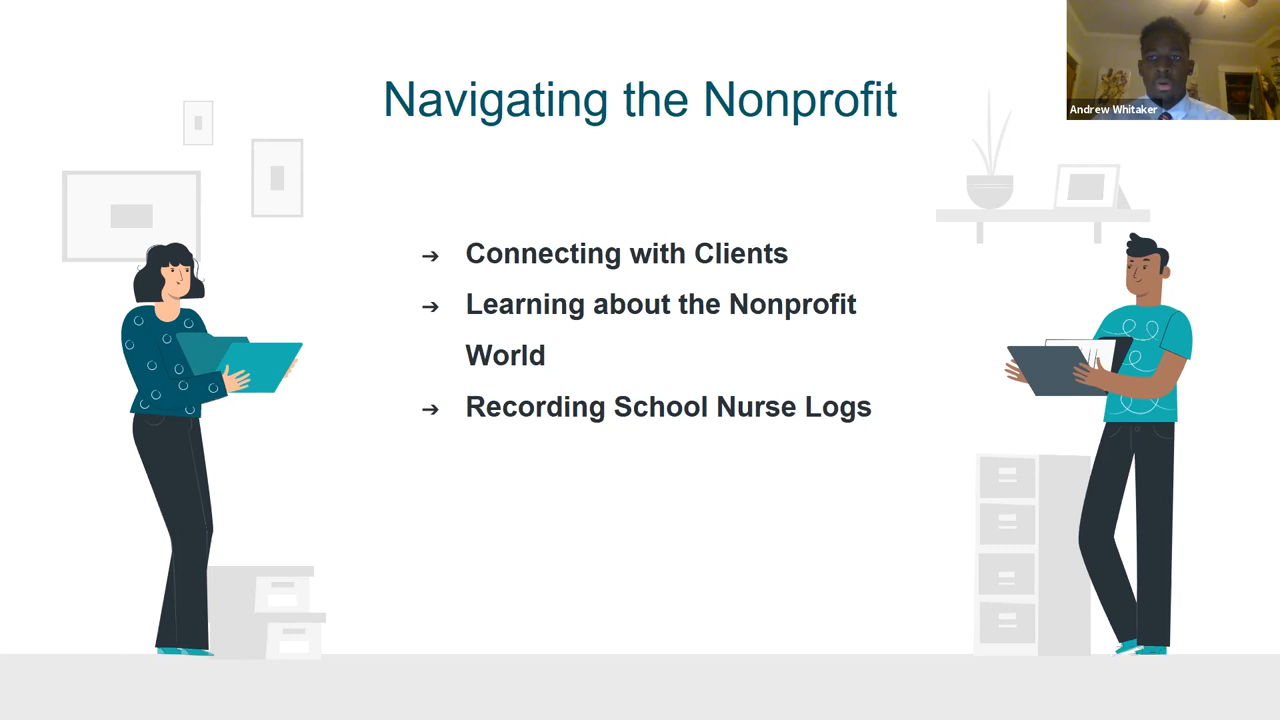 Navigating the Nonprofit
Andrew Whitaker
➔ Connecting with Clients
➔ Learning about the Nonprofit
World
➔ Recording School Nurse Logs